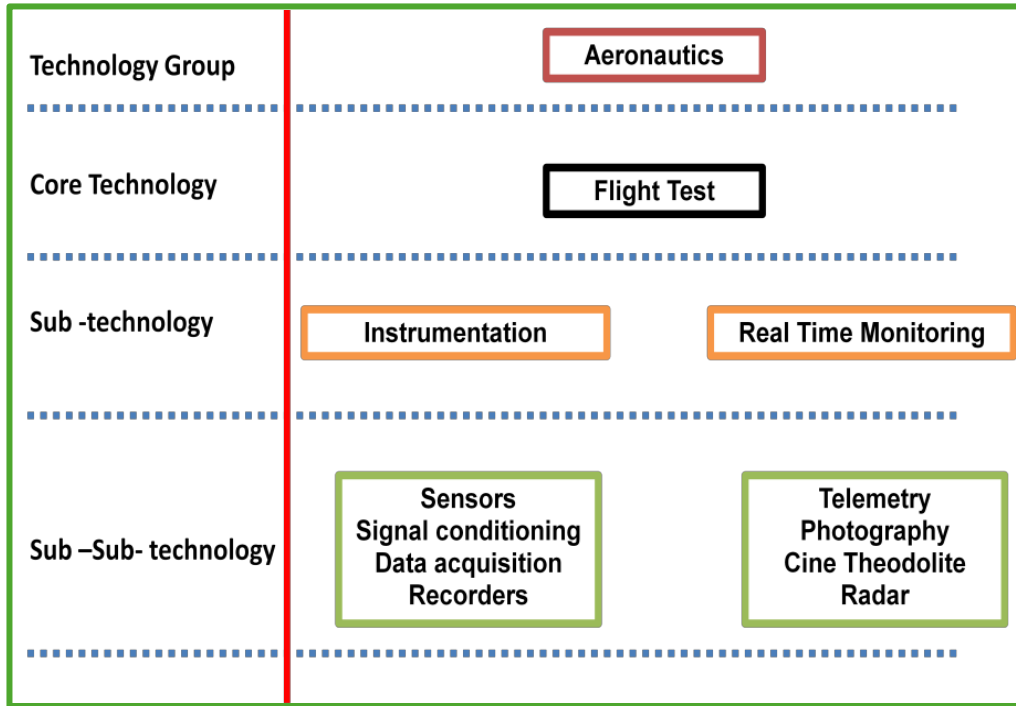 Technology Group
Aeronautics
Core Technology
Flight Test
Sub -technology
Instrumentation
Real Time Monitoring
Sub –Sub- technology
Sensors
Signal conditioning
Data acquisition
Recorders
Telemetry
Photography
Cine Theodolite
Radar